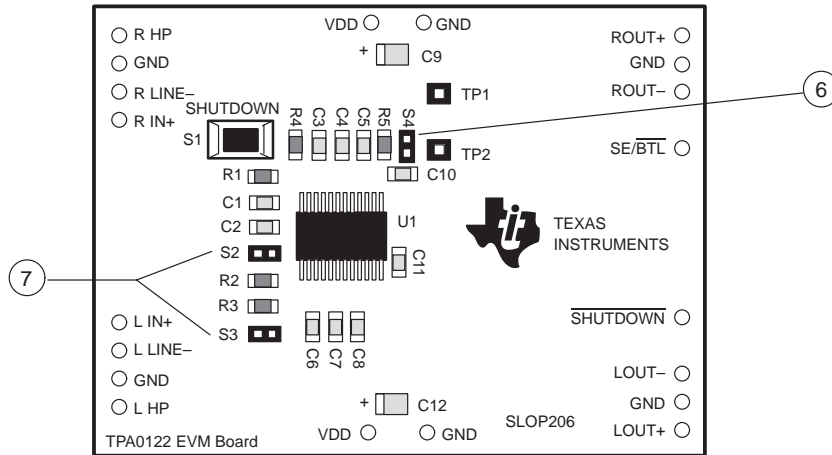 VDD
GND
R HP
GND
R LINE–
R IN+
+
C9
TP1
TP2
ROUT+
GND
ROUT–
6
SE/BTL
SHUTDOWN
S1
R4
C3
C4
C5
R5
S4
C10
R1
C1
C2
S2
R2
R3
S3
U1
C11
TEXAS
INSTRUMENTS
7
L IN+
L LINE–
GND
L HP
C6
C7
C8
SHUTDOWN
LOUT–
GND
LOUT+
+
C12
SLOP206
TPA0122 EVM Board
VDD
GND